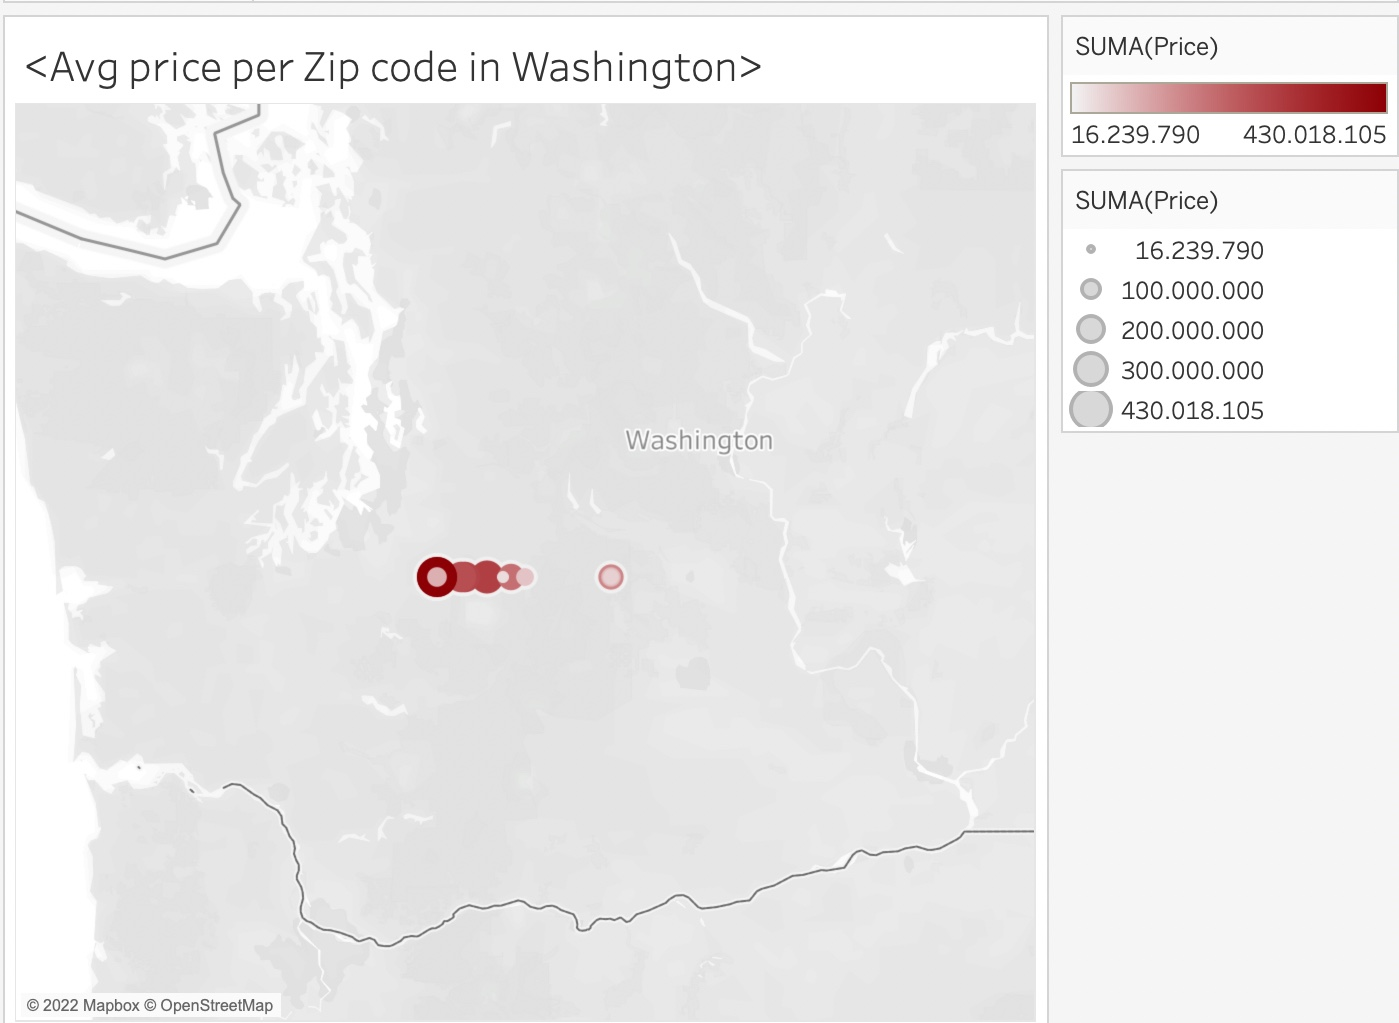 <Avg price per Zip code in Washington>
SUMA(Price)
16.239.790 430.018.105
SUMA(Price)
16.239.790
100.000.000
200.000.000
300.000.000
430.018.105
Washington
© 2022 Mapbox © OpenStreetMap